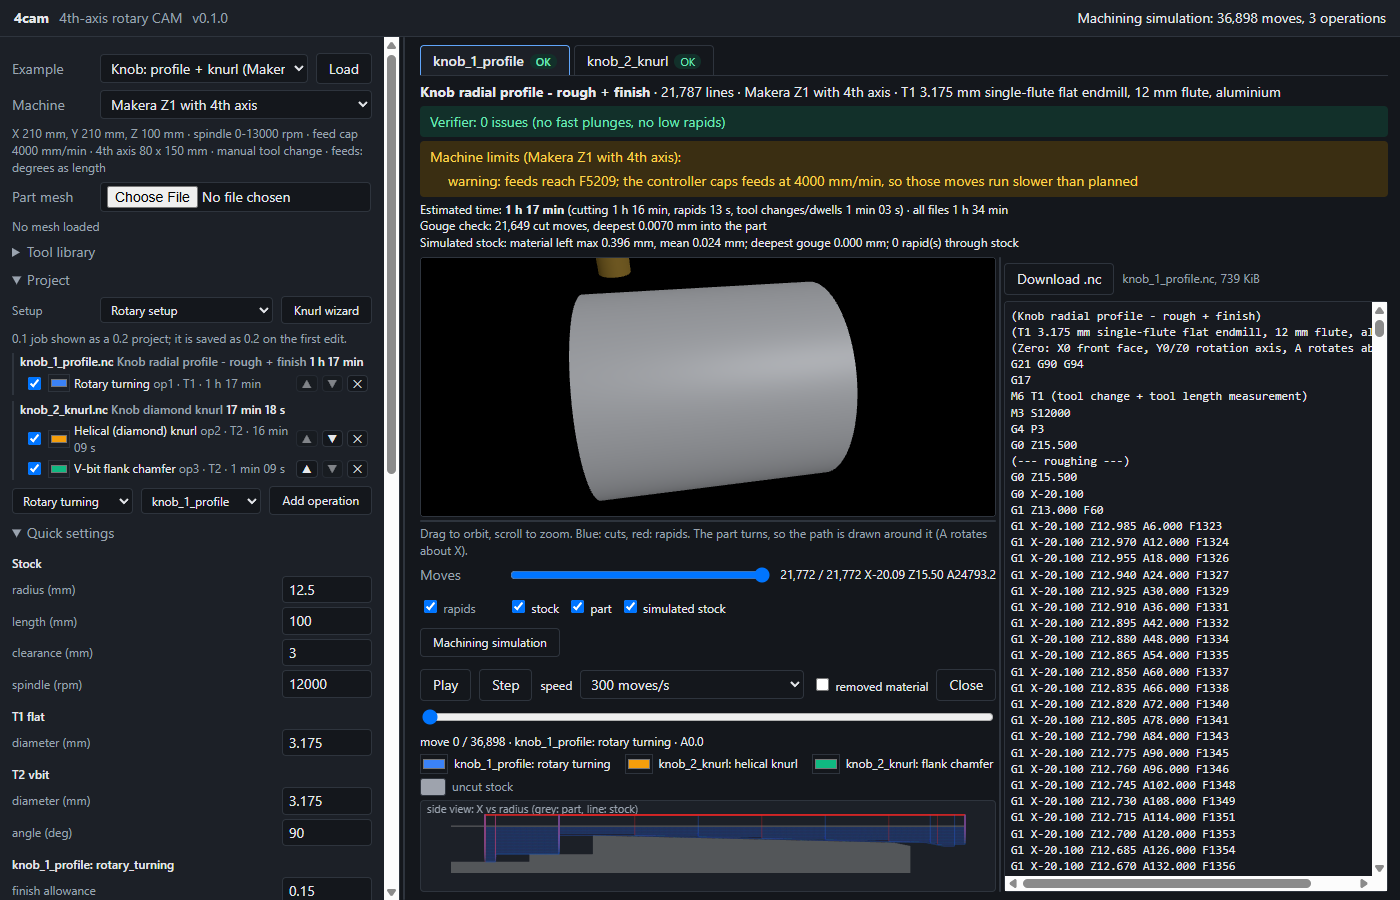 4cam 4th-axis rotary CAM v0.1.0
Machining simulation: 36,898 moves, 3 operations
Example Knob: profile + knurl (Maker Load
Machine Makera Z1 with 4th axis
X 210 mm, Y 210 mm, Z 100 mm · spindle 0-13000 rpm · feed cap
4000 mm/min · 4th axis 80 x 150 mm · manual tool change · feeds:
degrees as length
Part mesh Choose File No file chosen
No mesh loaded
Tool library
Project
Setup Rotary setup Knurl wizard
0.1 job shown as a 0.2 project; it is saved as 0.2 on the first edit.
knob_1_profile.nc Knob radial profile - rough + finish 1 h 17 min
Rotary turning op1 · T1 · 1 h 17 min
knob_2_knurl.nc Knob diamond knurl 17 min 18 s
Helical (diamond) knurl op2 · T2 · 16 min
09 s
V-bit flank chamfer op3 · T2 · 1 min 09 s
Rotary turning knob_1_profile Add operation
Quick settings
Stock
radius (mm) 12.5
length (mm) 100
clearance (mm) 3
spindle (rpm) 12000
T1 flat
diameter (mm) 3.175
T2 vbit
diameter (mm) 3.175
angle (deg) 90
knob_1_profile: rotary_turning
finish allowance 0.15
knob_1_profile OK knob_2_knurl OK
Knob radial profile - rough + finish · 21,787 lines · Makera Z1 with 4th axis · T1 3.175 mm single-flute flat endmill, 12 mm flute, aluminium
Verifier: 0 issues (no fast plunges, no low rapids)
Machine limits (Makera Z1 with 4th axis):
warning: feeds reach F5209; the controller caps feeds at 4000 mm/min, so those moves run slower than planned
Estimated time: 1 h 17 min (cutting 1 h 16 min, rapids 13 s, tool changes/dwells 1 min 03 s) · all files 1 h 34 min
Gouge check: 21,649 cut moves, deepest 0.0070 mm into the part
Simulated stock: material left max 0.396 mm, mean 0.024 mm; deepest gouge 0.000 mm; 0 rapid(s) through stock
Drag to orbit, scroll to zoom. Blue: cuts, red: rapids. The part turns, so the path is drawn around it (A rotates
about X).
Moves 21,772 / 21,772 X-20.09 Z15.50 A24793.2
rapids stock part simulated stock
Machining simulation
Play Step speed 300 moves/s removed material Close
move 0 / 36,898 · knob_1_profile: rotary turning · A0.0
knob_1_profile: rotary turning knob_2_knurl: helical knurl knob_2_knurl: flank chamfer
uncut stock
side view: X vs radius (grey: part, line: stock)
Download .nc knob_1_profile.nc, 739 KiB
(Knob radial profile - rough + finish)
(T1 3.175 mm single-flute flat endmill, 12 mm flute, al
(Zero: X0 front face, Y0/Z0 rotation axis, A rotates ab
G21 G90 G94
G17
M6 T1 (tool change + tool length measurement)
M3 S12000
G4 P3
G0 Z15.500
(--- roughing ---)
G0 Z15.500
G0 X-20.100
G1 Z13.000 F60
G1 X-20.100 Z12.985 A6.000 F1323
G1 X-20.100 Z12.970 A12.000 F1324
G1 X-20.100 Z12.955 A18.000 F1326
G1 X-20.100 Z12.940 A24.000 F1327
G1 X-20.100 Z12.925 A30.000 F1329
G1 X-20.100 Z12.910 A36.000 F1331
G1 X-20.100 Z12.895 A42.000 F1332
G1 X-20.100 Z12.880 A48.000 F1334
G1 X-20.100 Z12.865 A54.000 F1335
G1 X-20.100 Z12.850 A60.000 F1337
G1 X-20.100 Z12.835 A66.000 F1338
G1 X-20.100 Z12.820 A72.000 F1340
G1 X-20.100 Z12.805 A78.000 F1341
G1 X-20.100 Z12.790 A84.000 F1343
G1 X-20.100 Z12.775 A90.000 F1345
G1 X-20.100 Z12.760 A96.000 F1346
G1 X-20.100 Z12.745 A102.000 F1348
G1 X-20.100 Z12.730 A108.000 F1349
G1 X-20.100 Z12.715 A114.000 F1351
G1 X-20.100 Z12.700 A120.000 F1353
G1 X-20.100 Z12.685 A126.000 F1354
G1 X-20.100 Z12.670 A132.000 F1356